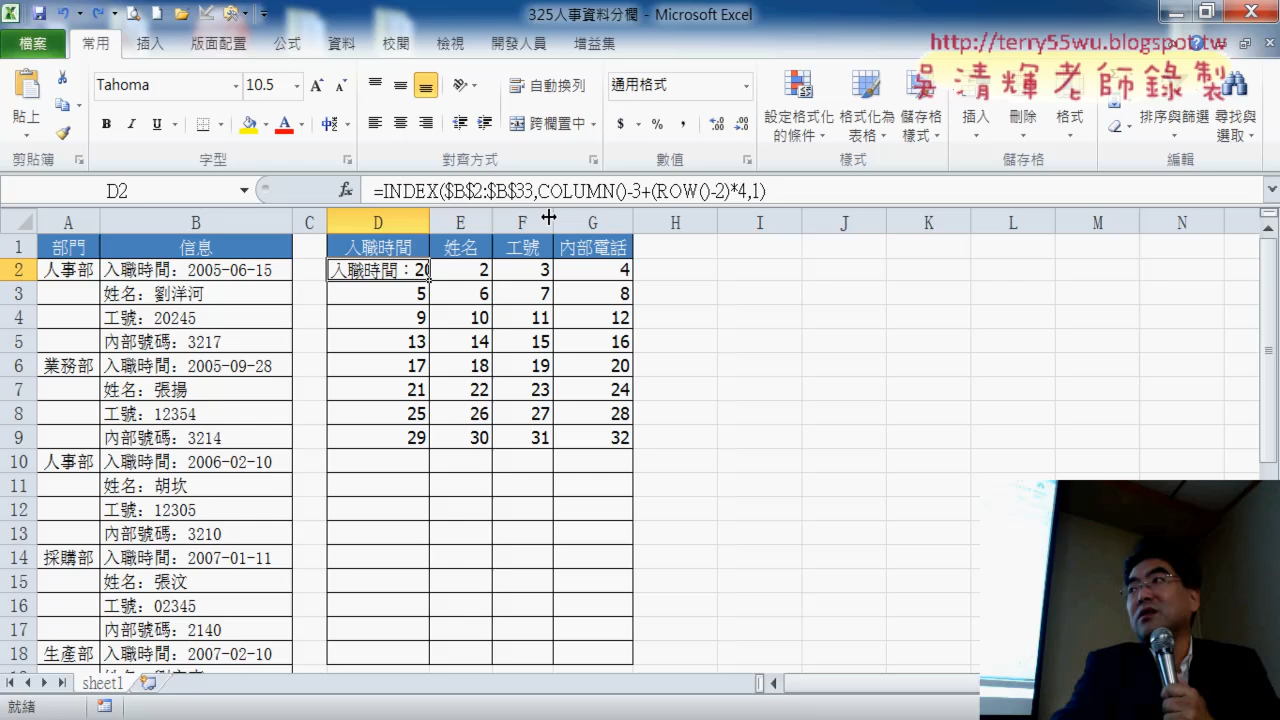 325人事資料分欄 - Microsoft Excel
檔案 常用 插入 版面配置 公式 資料 校閱 檢視 開發人員 增益集
http://terry55wu.blogspot.tw
吳清輝老師錄製
貼上 Tahoma 10.5 自動換列 通用格式
跨欄置中 設定格式化的條件 格式化為表格 儲存格樣式 插入 刪除 格式 排序與篩選 尋找與選取
剪貼簿 字型 對齊方式 數值 樣式 儲存格 編輯
D2 fx =INDEX($B$2:$B$33,COLUMN()-3+(ROW()-2)*4,1)
A B C D E F G H I J K L M N
1 部門 信息 入職時間 姓名 工號 內部電話
2 人事部 入職時間：2005-06-15 入職時間：20 2 3 4
3 姓名：劉洋河 5 6 7 8
4 工號：20245 9 10 11 12
5 內部號碼：3217 13 14 15 16
6 業務部 入職時間：2005-09-28 17 18 19 20
7 姓名：張揚 21 22 23 24
8 工號：12354 25 26 27 28
9 內部號碼：3214 29 30 31 32
10 人事部 入職時間：2006-02-10
11 姓名：胡坎
12 工號：12305
13 內部號碼：3210
14 採購部 入職時間：2007-01-11
15 姓名：張汶
16 工號：02345
17 內部號碼：2140
18 生產部 入職時間：2007-02-10
sheet1
就緒